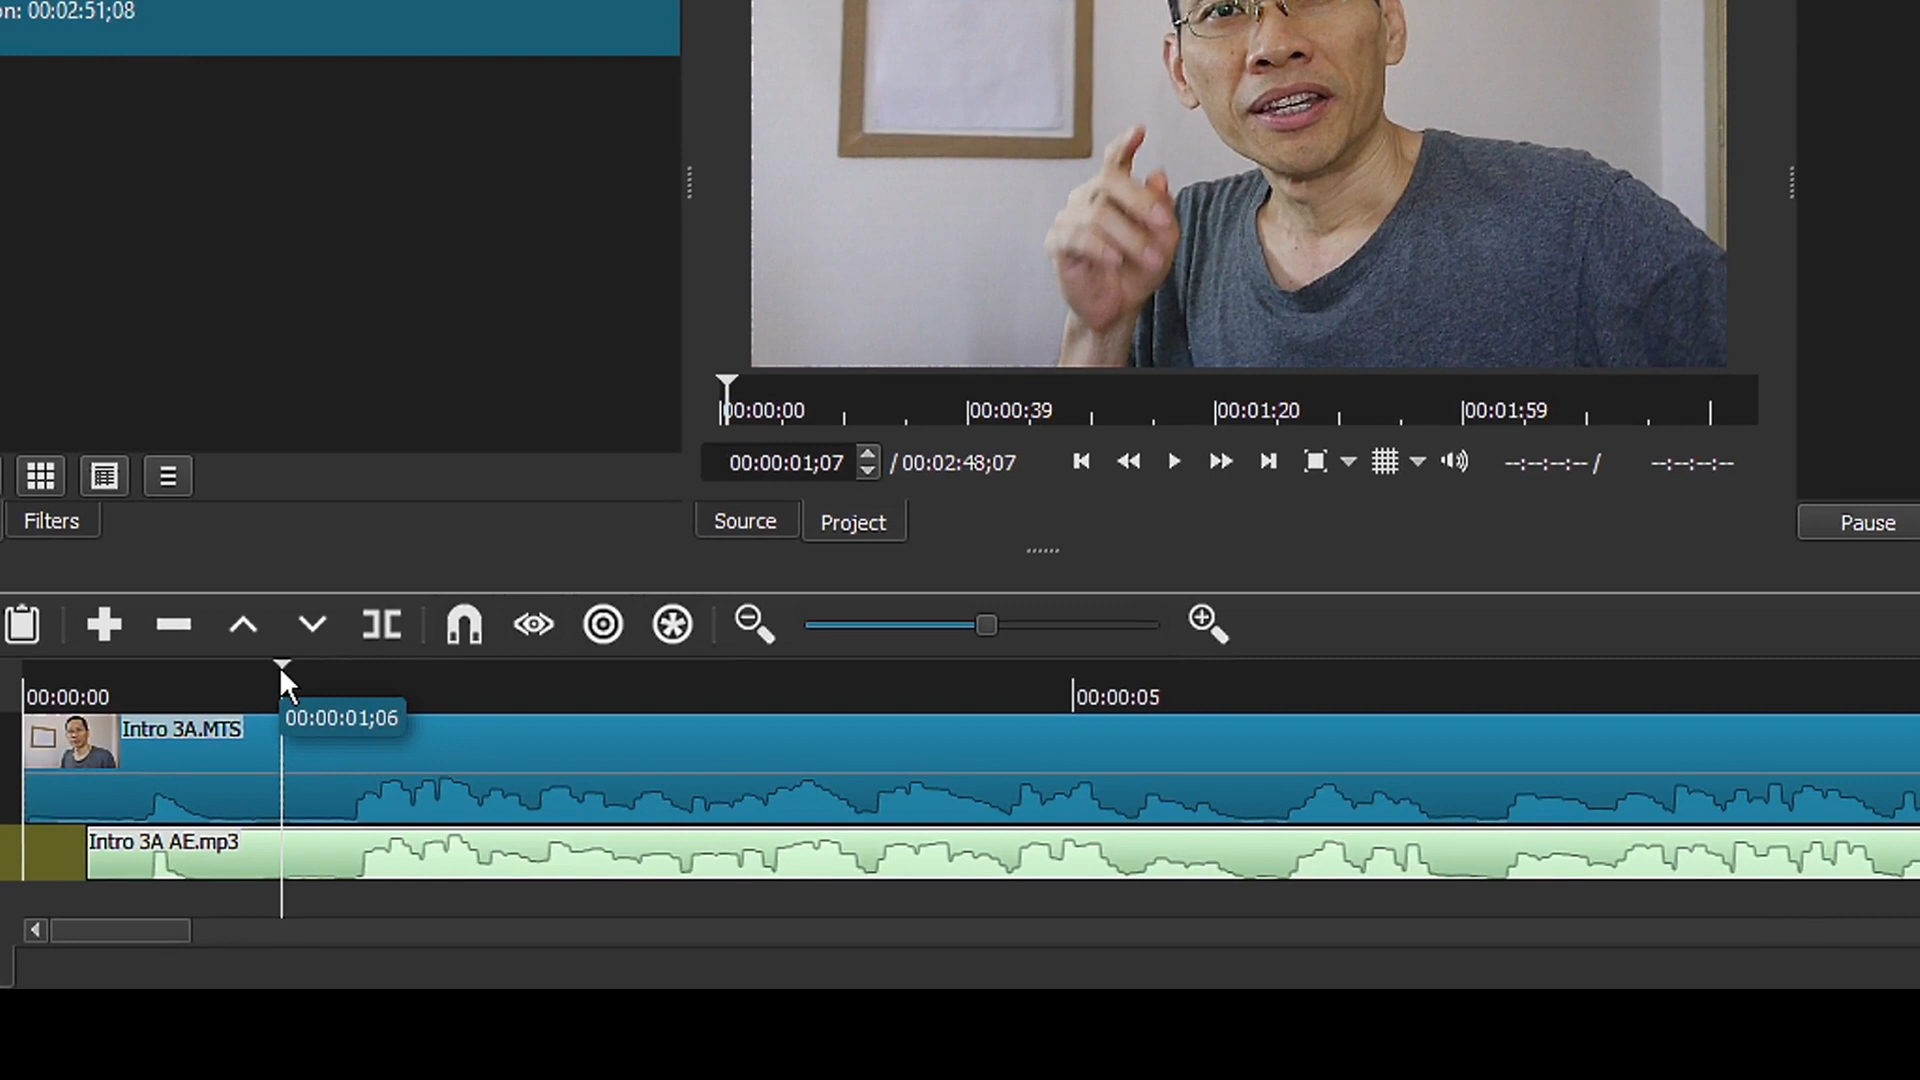 on: 00:02:51;08
00:00:00
00:00:39
00:01:20
00:01:59
00:00:01;07
/ 00:02:48;07
--:--:--:-- /
--:--:--:--
Filters
Source
Project
Pause
00:00:00
00:00:05
00:00:01;06
Intro 3A.MTS
Intro 3A AE.mp3